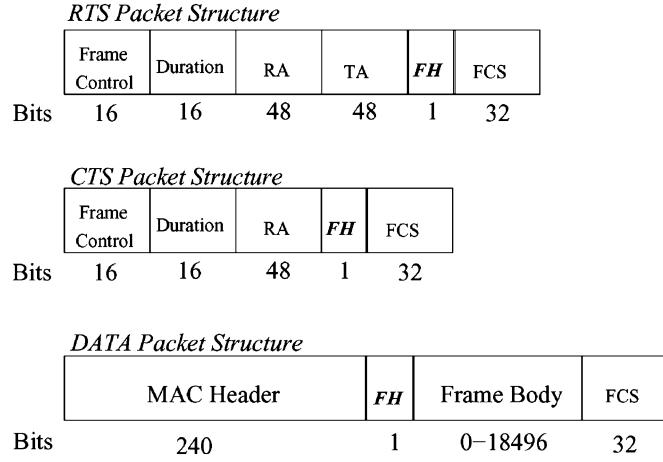 RTS Packet Structure
Frame Control Duration RA TA FH FCS
Bits 16 16 48 48 1 32
CTS Packet Structure
Frame Control Duration RA FH FCS
Bits 16 16 48 1 32
DATA Packet Structure
MAC Header FH Frame Body FCS
Bits 240 1 0−18496 32